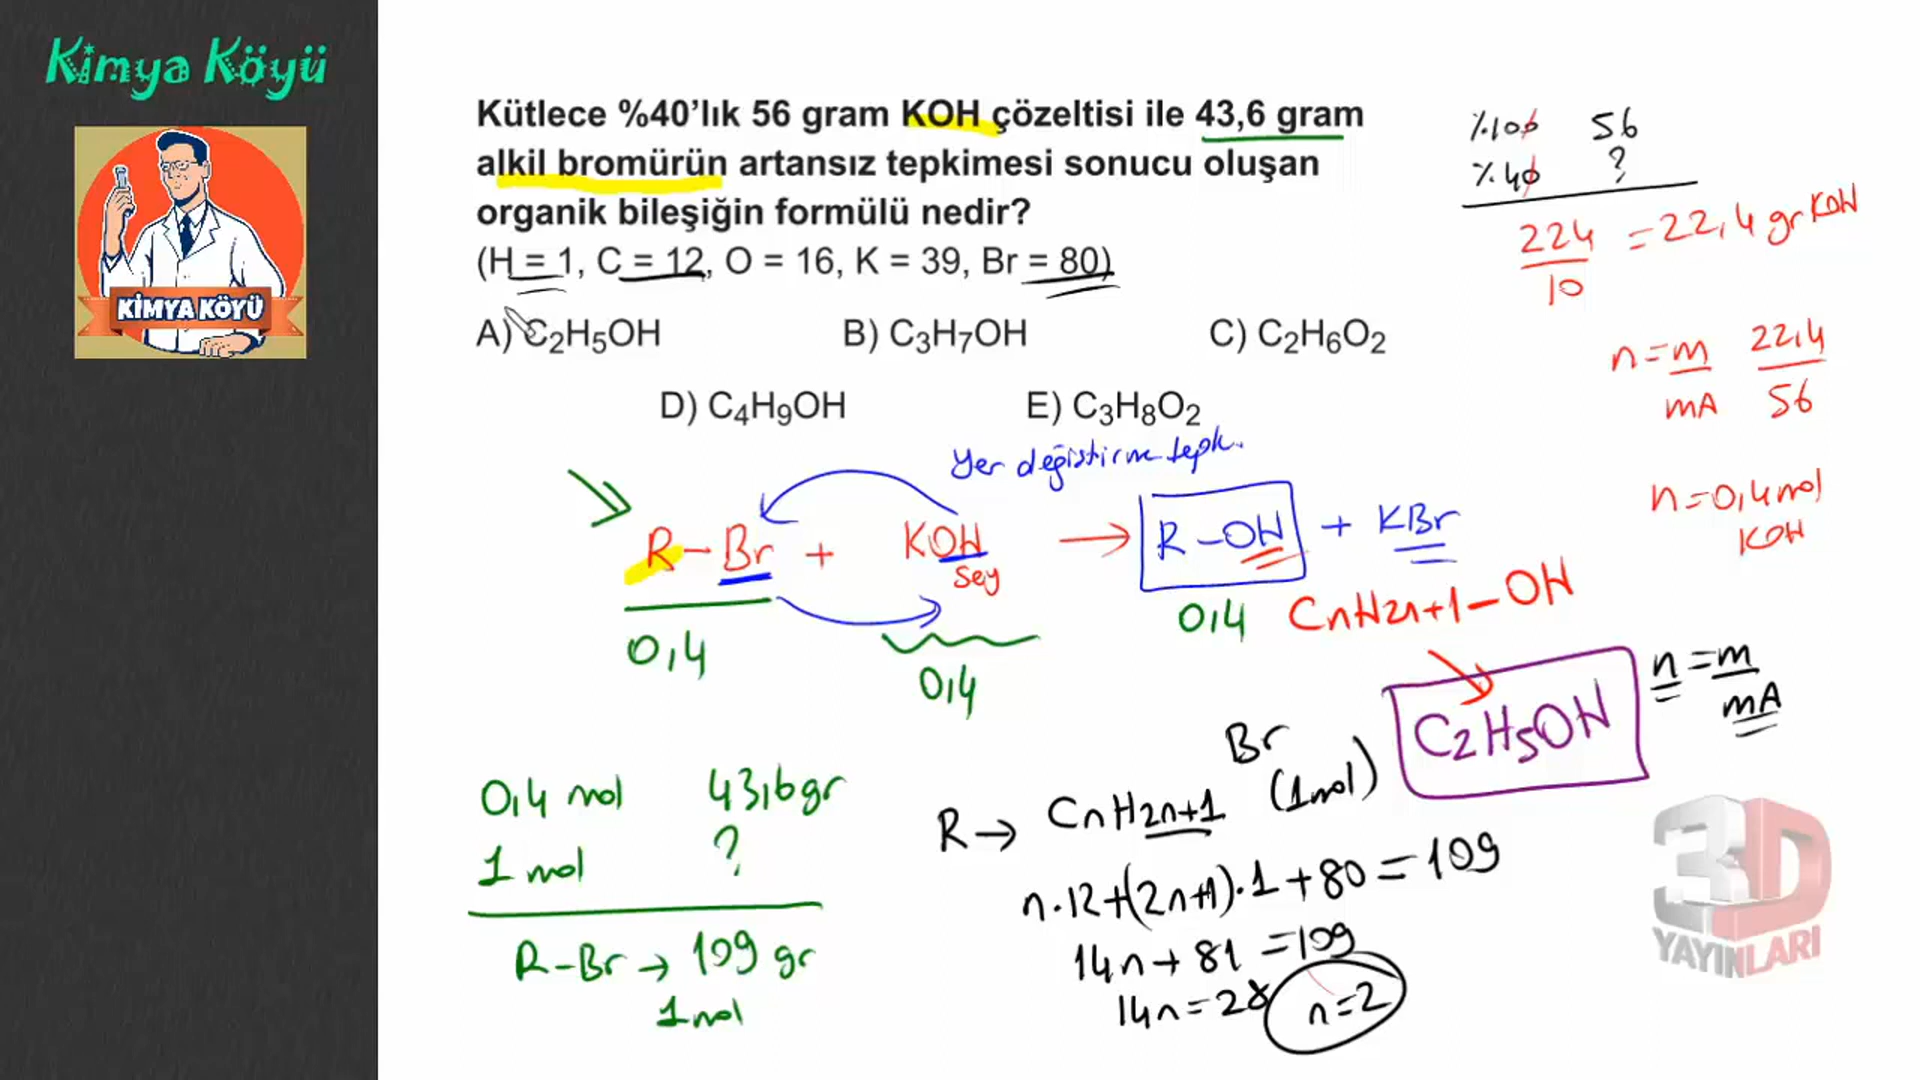 Kimya Köyü
KİMYA KÖYÜ
Kütlece %40'lık 56 gram KOH çözeltisi ile 43,6 gram
alkil bromürün artansız tepkimesi sonucu oluşan
organik bileşiğin formülü nedir?
(H = 1, C = 12, O = 16, K = 39, Br = 80)
A) C₂H₅OH B) C₃H₇OH C) C₂H₆O₂
D) C₄H₉OH E) C₃H₈O₂
%100 56
%40 ?
224/10 = 22,4 gr KOH
n = m/mA 22,4/56
n = 0,4 mol
KOH
Yer değiştirme tepk.
R - Br + KOH → R - OH + KBr
Sey
0,4 0,4 0,4 CnH2n+1 - OH
C2H5OH n = m/mA
0,4 mol 43,6 gr
1 mol ?
R - Br → 109 gr
1 mol
Br
R → CnH2n+1 (1mol)
n.12+(2n+1).1+80=109
14n+81=109
14n=28 n=2
3D
YAYINLARI